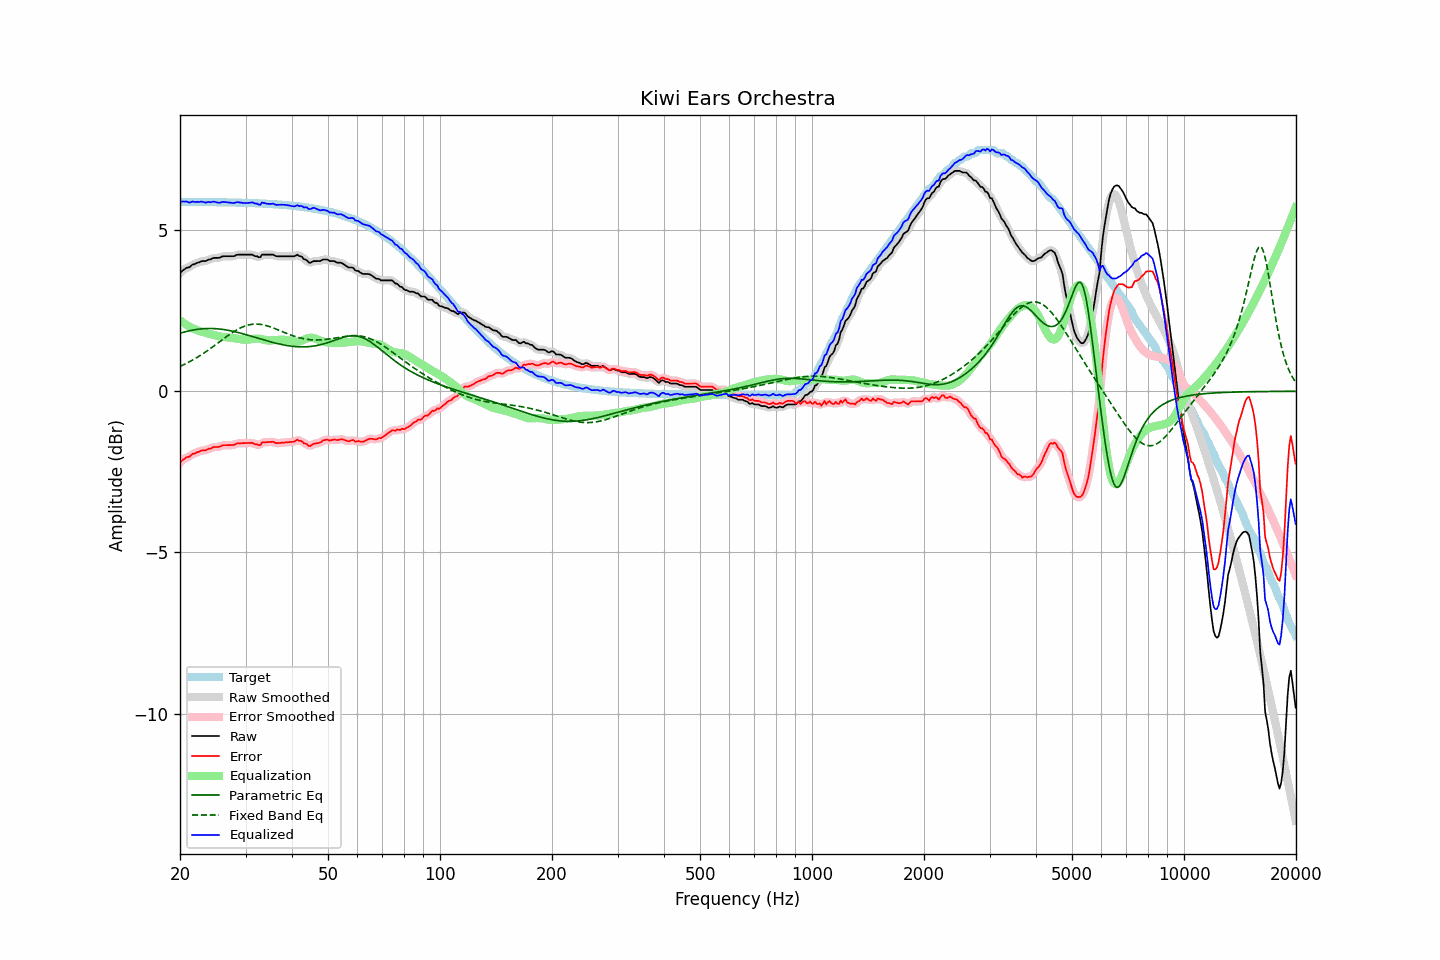 Kiwi Ears Orchestra
Amplitude (dBr)
5
0
−5
−10
Target
Raw Smoothed
Error Smoothed
Raw
Error
Equalization
Parametric Eq
Fixed Band Eq
Equalized
20 50 100 200 500 1000 2000 5000 10000 20000
Frequency (Hz)